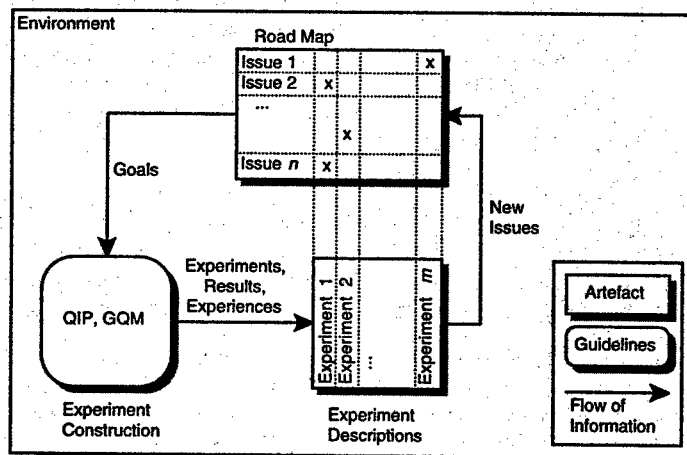 Environment
Road Map
Issue 1 x
Issue 2 x
...
x
Issue n x
Goals
New
Issues
Experiments,
Results,
Experiences
QIP, GQM
Experiment 1
Experiment 2
...
Experiment m
Experiment
Construction
Experiment
Descriptions
Artefact
Guidelines
Flow of
Information